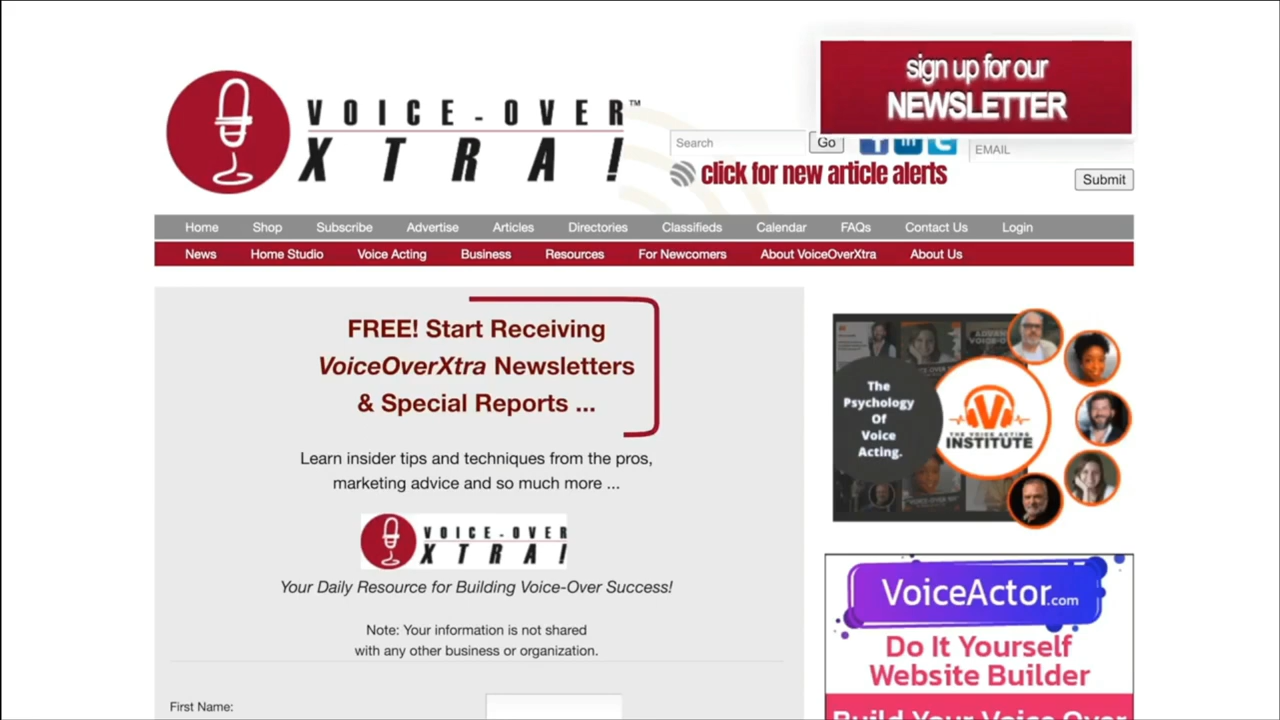 sign up for our
NEWSLETTER
VOICE-OVER™
XTRA!
Search
Go
EMAIL
click for new article alerts
Submit
Home Shop Subscribe Advertise Articles Directories Classifieds Calendar FAQs Contact Us Login
News Home Studio Voice Acting Business Resources For Newcomers About VoiceOverXtra About Us
FREE! Start Receiving
VoiceOverXtra Newsletters
& Special Reports ...
Learn insider tips and techniques from the pros,
marketing advice and so much more ...
VOICE-OVER
XTRA!
Your Daily Resource for Building Voice-Over Success!
Note: Your information is not shared
with any other business or organization.
First Name:
The
Psychology
Of
Voice
Acting.
THE VOICE ACTING
INSTITUTE
VoiceActor.com
Do It Yourself
Website Builder
Build Your Voice Over